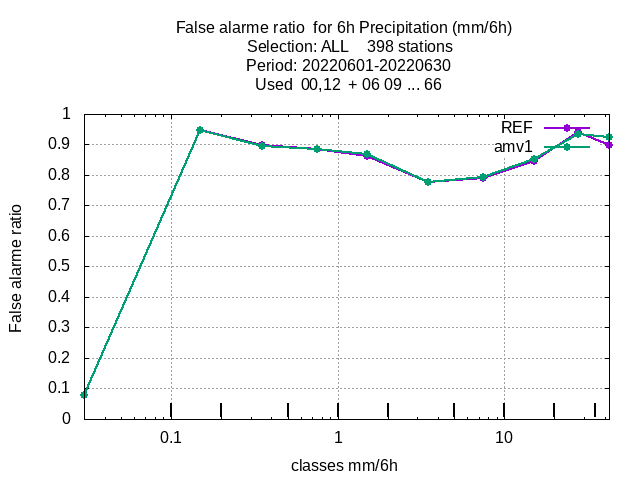 False alarme ratio  for 6h Precipitation (mm/6h)
Selection: ALL    398 stations
Period: 20220601-20220630
Used  00,12  + 06 09 ... 66
1
0.9
0.8
0.7
0.6
0.5
0.4
0.3
0.2
0.1
0
False alarme ratio
REF
amv1
0.1
1
10
classes mm/6h